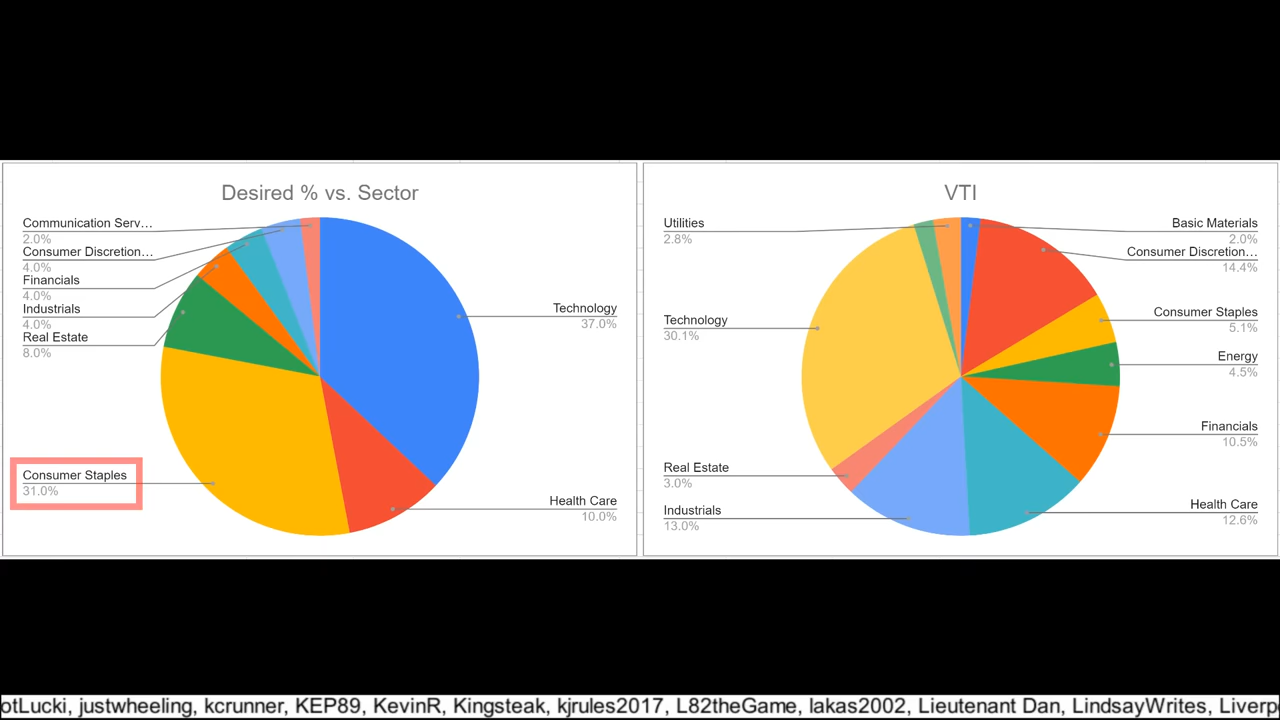 Desired % vs. Sector
Communication Serv…
2.0%
Consumer Discretion…
4.0%
Financials
4.0%
Industrials
4.0%
Real Estate
8.0%
Consumer Staples
31.0%
Technology
37.0%
Health Care
10.0%
VTI
Utilities
2.8%
Technology
30.1%
Real Estate
3.0%
Industrials
13.0%
Basic Materials
2.0%
Consumer Discretion…
14.4%
Consumer Staples
5.1%
Energy
4.5%
Financials
10.5%
Health Care
12.6%
otLucki, justwheeling, kcrunner, KEP89, KevinR, Kingsteak, kjrules2017, L82theGame, lakas2002, Lieutenant Dan, LindsayWrites, Liverp